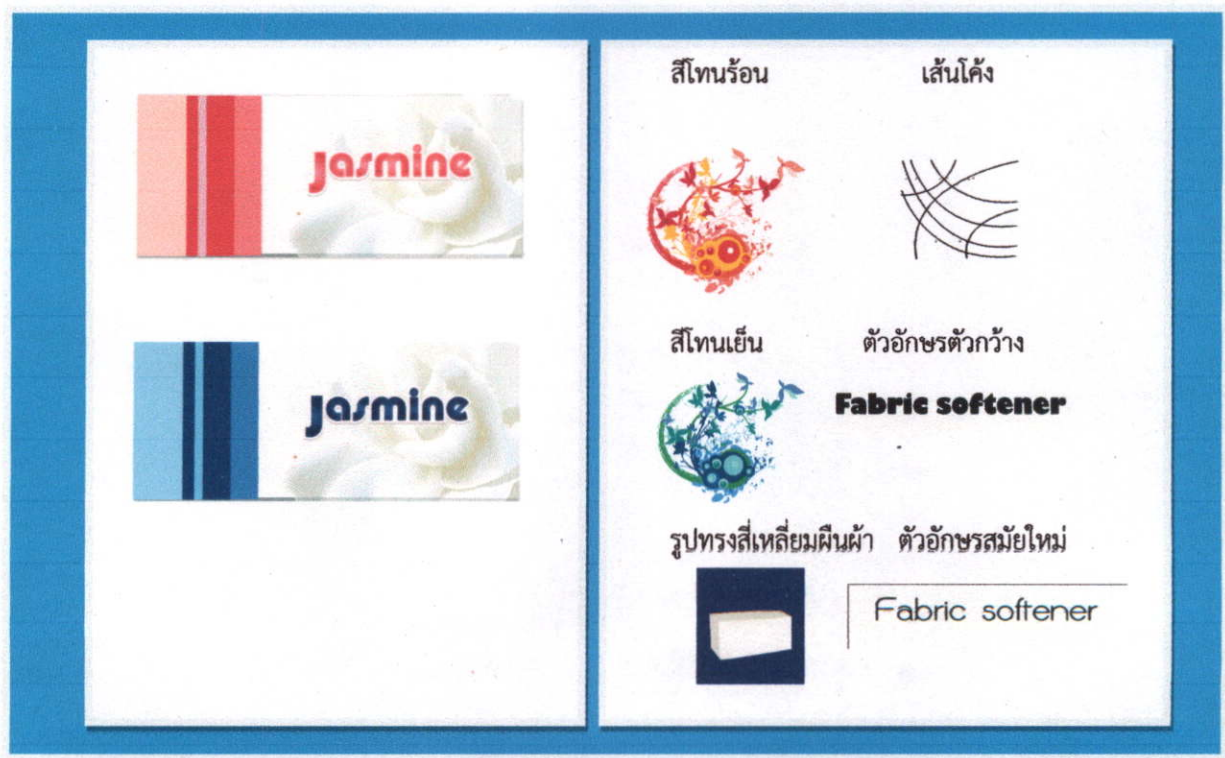 Jasmine
Jasmine
สีโทนร้อน เส้นโค้ง
สีโทนเย็น ตัวอักษรตัวกว้าง
Fabric softener
รูปทรงสี่เหลี่ยมผืนผ้า ตัวอักษรสมัยใหม่
Fabric softener